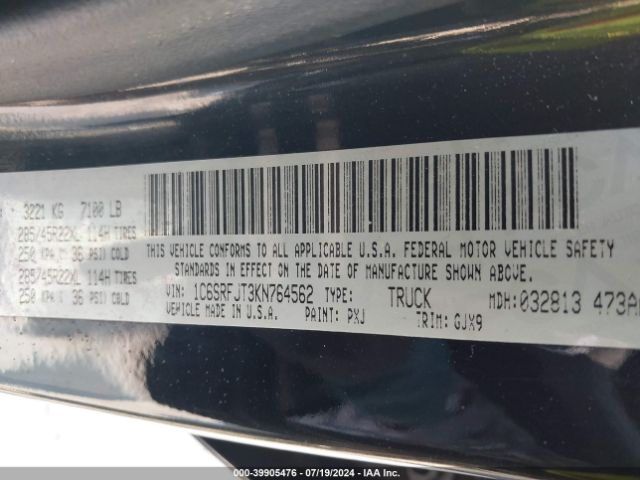 3221 KG 7100 LB
285/45R22XL 114H TIRES
250 KPA 36 PSI COLD
285/45R22XL 114H TIRES
250 KPA 36 PSI COLD
THIS VEHICLE CONFORMS TO ALL APPLICABLE U.S.A. FEDERAL MOTOR VEHICLE SAFETY
STANDARDS IN EFFECT ON THE DATE OF MANUFACTURE SHOWN ABOVE.
VIN: 1C6SRFJT3KN764562 TYPE: TRUCK MDH: 032813 473
VEHICLE MADE IN U.S.A. PAINT: PXJ TRIM: GJX9
000-39905476 - 07/19/2024 - IAA Inc.